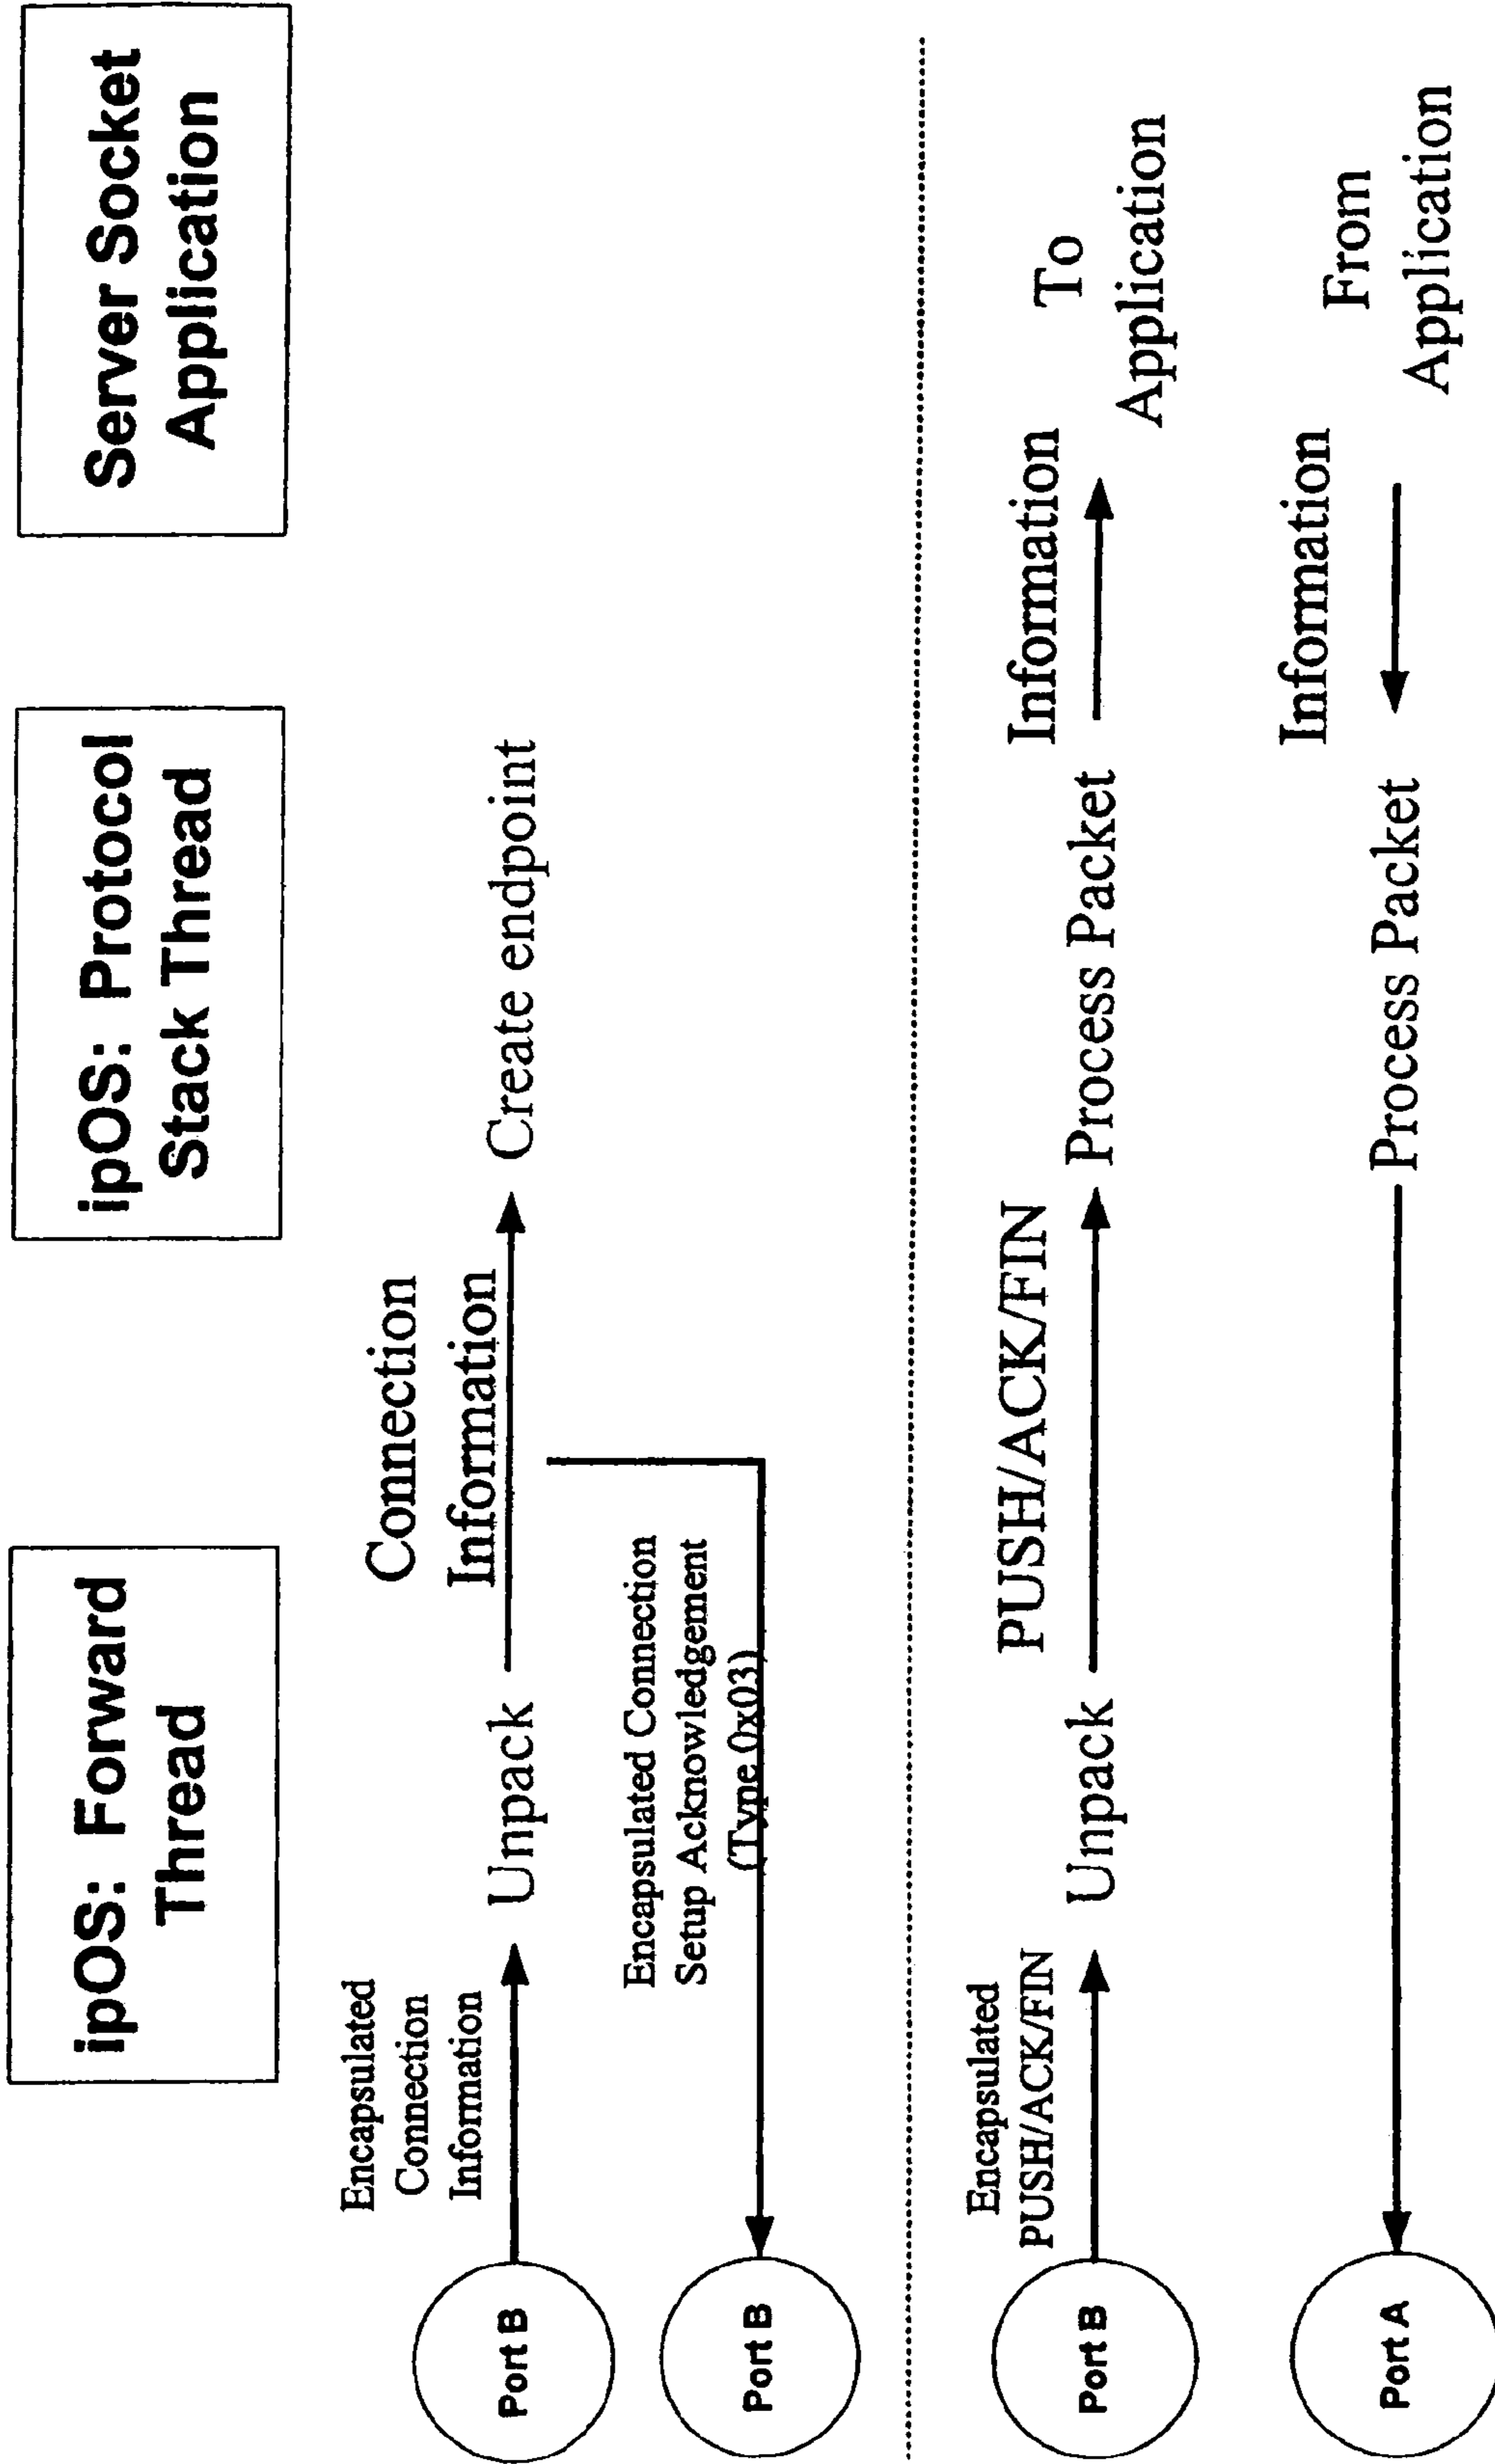 ipOS: Forward
Thread
ipOS: Protocol
Stack Thread
Server Socket
Application
Encapsulated
Connection
Information
Port B
Unpack
Connection
Information
Create endpoint
Encapsulated Connection
Setup Acknowledgement
(Type 0x03)
Port B
Encapsulated
PUSH/ACK/FIN
Port B
Unpack
PUSH/ACK/FIN
Process Packet
Information
To
Application
Port A
Process Packet
Information
From
Application